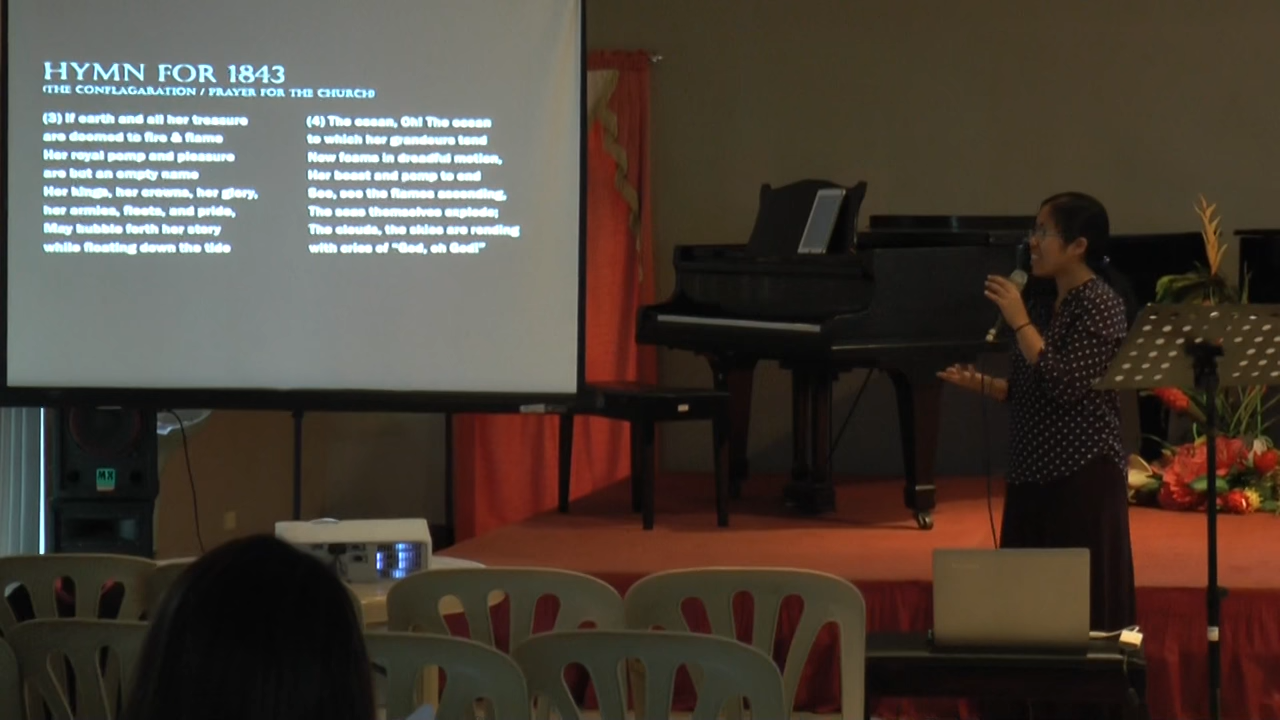 HYMN FOR 1843
(THE CONFLAGARATION / PRAYER FOR THE CHURCH)
(3) If earth and all her treasure
are doomed to fire & flame
Her royal pomp and pleasure
are but an empty name
Her kings, her crowns, her glory,
her armies, fleets, and pride,
May bubble forth her story
while floating down the tide
(4) The ocean, Oh! The ocean
to which her grandeurs tend
Now foams in dreadful motion,
Her boast and pomp to end
See, see the flames ascending,
The seas themselves explode;
The clouds, the skies are rending
with cries of "God, oh God!"
MX